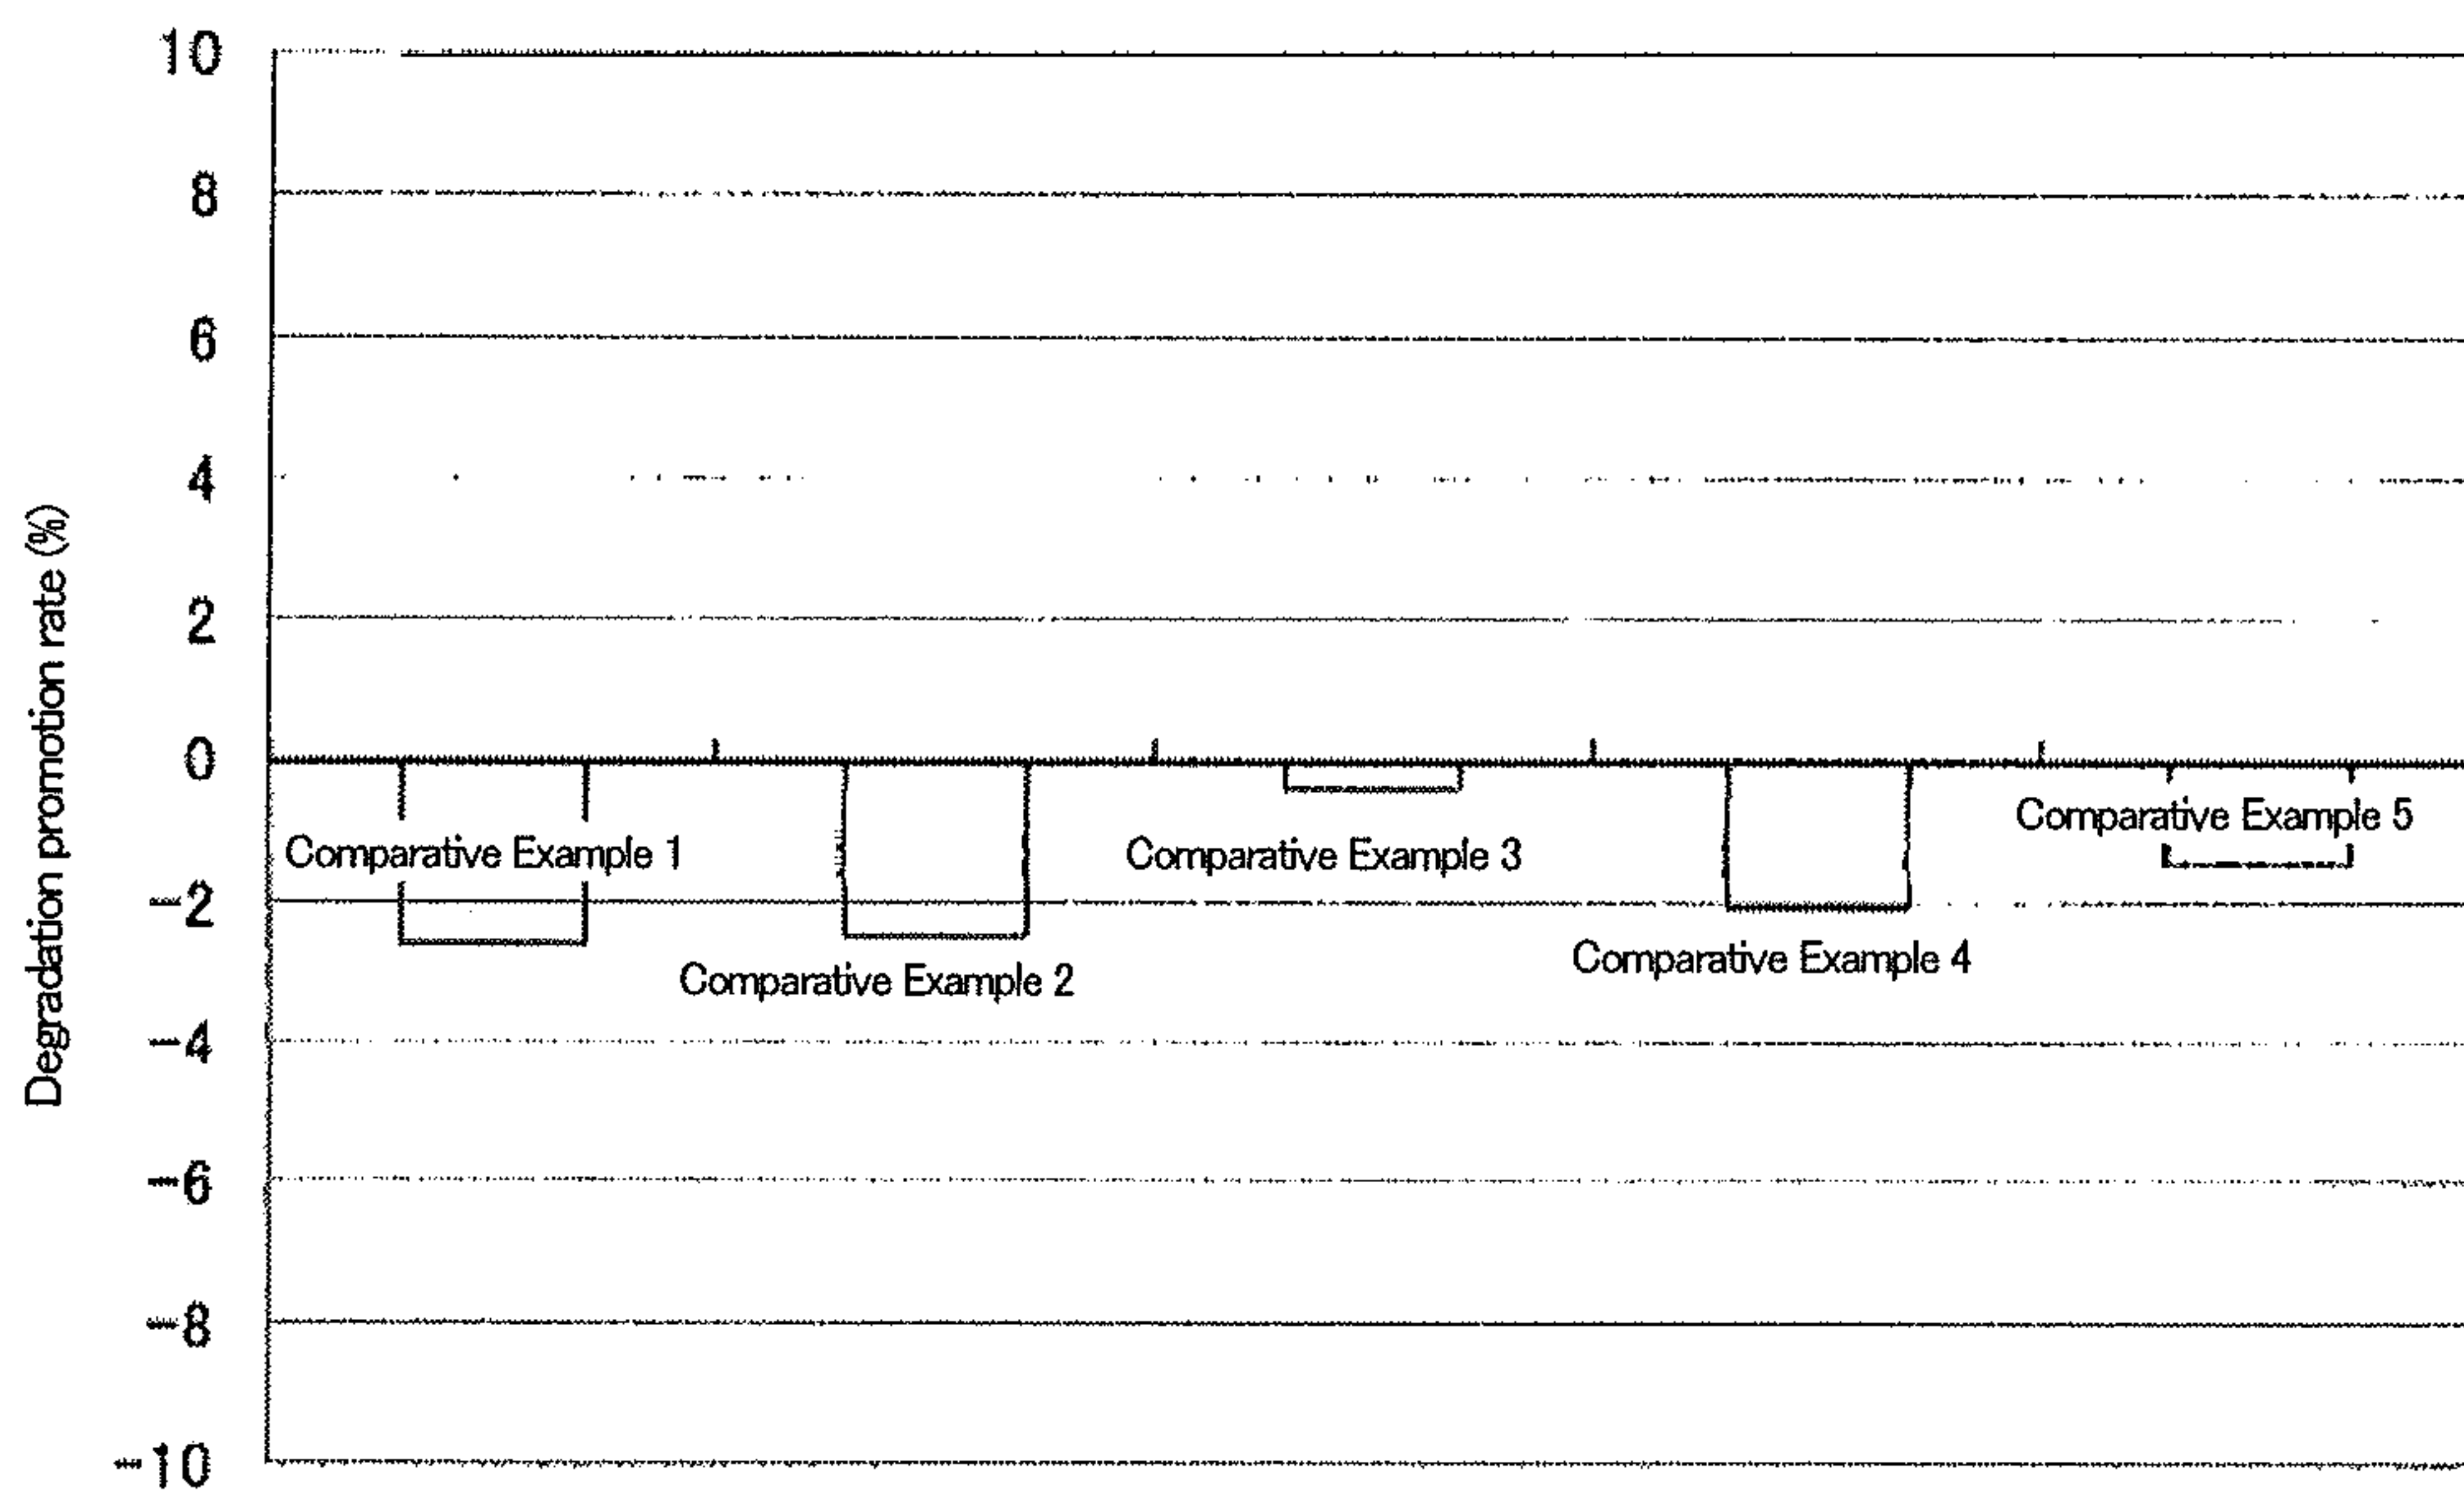 10
8
6
4
2
0
-2
-4
-6
-8
-10
Degradation promotion rate (%)
Comparative Example 1
Comparative Example 2
Comparative Example 3
Comparative Example 4
Comparative Example 5